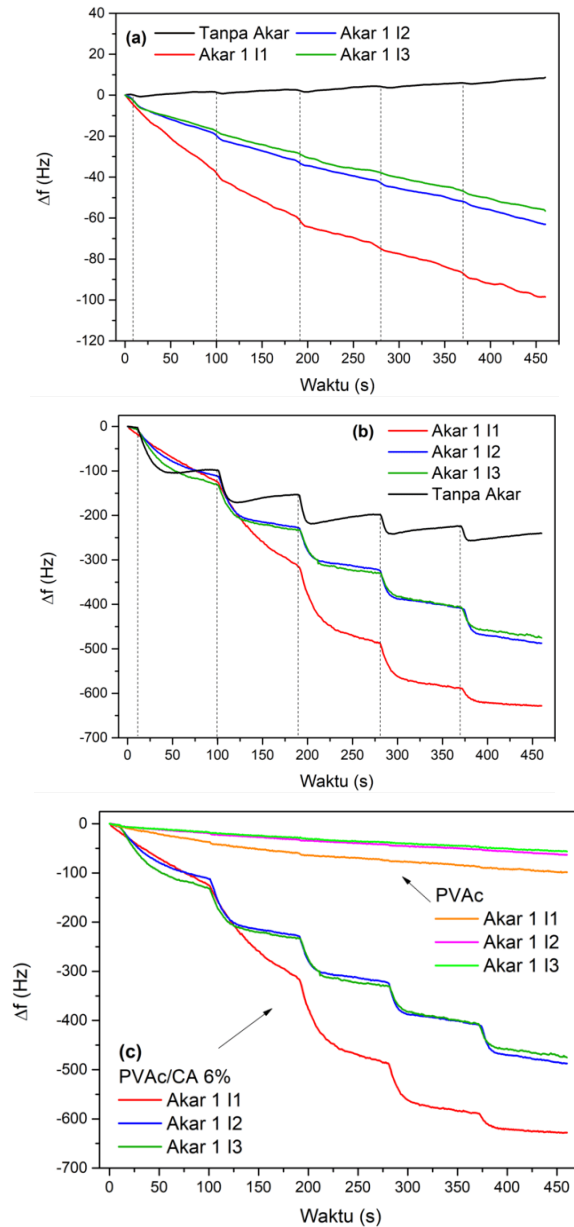 40
20
0
-20
-40
-60
-80
-100
-120
Δf (Hz)
(a)
Tanpa Akar
Akar 1 I2
Akar 1 I1
Akar 1 I3
0 50 100 150 200 250 300 350 400 450
Waktu (s)
0
-100
-200
-300
-400
-500
-600
-700
Δf (Hz)
(b)
Akar 1 I1
Akar 1 I2
Akar 1 I3
Tanpa Akar
0 50 100 150 200 250 300 350 400 450
Waktu (s)
0
-100
-200
-300
-400
-500
-600
-700
Δf (Hz)
PVAc
Akar 1 I1
Akar 1 I2
Akar 1 I3
(c)
PVAc/CA 6%
Akar 1 I1
Akar 1 I2
Akar 1 I3
0 50 100 150 200 250 300 350 400 450
Waktu (s)